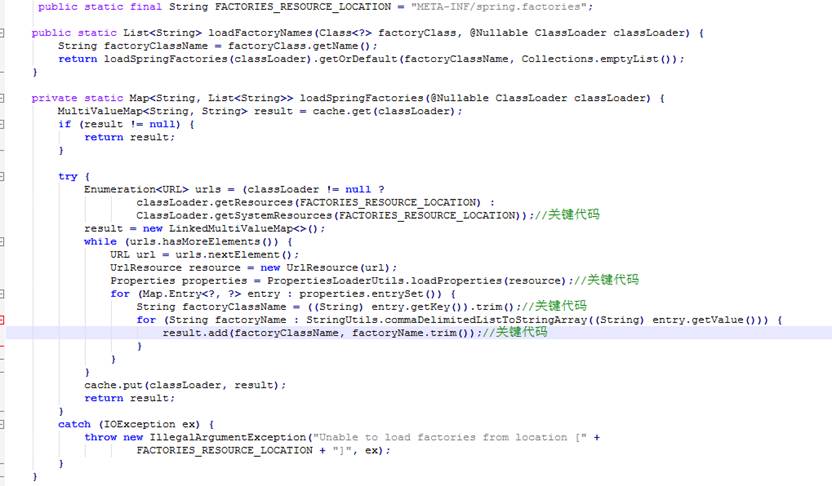 public static final String FACTORIES_RESOURCE_LOCATION = "META-INF/spring.factories";
public static List<String> loadFactoryNames(Class<?> factoryClass, @Nullable ClassLoader classLoader) {
String factoryClassName = factoryClass.getName();
return loadSpringFactories(classLoader).getOrDefault(factoryClassName, Collections.emptyList());
}
private static Map<String, List<String>> loadSpringFactories(@Nullable ClassLoader classLoader) {
MultiValueMap<String, String> result = cache.get(classLoader);
if (result != null) {
return result;
}
try {
Enumeration<URL> urls = (classLoader != null ?
classLoader.getResources(FACTORIES_RESOURCE_LOCATION) :
ClassLoader.getSystemResources(FACTORIES_RESOURCE_LOCATION));//关键代码
result = new LinkedMultiValueMap<>();
while (urls.hasMoreElements()) {
URL url = urls.nextElement();
UrlResource resource = new UrlResource(url);
Properties properties = PropertiesLoaderUtils.loadProperties(resource);//关键代码
for (Map.Entry<?, ?> entry : properties.entrySet()) {
String factoryClassName = ((String) entry.getKey()).trim();//关键代码
for (String factoryName : StringUtils.commaDelimitedListToStringArray((String) entry.getValue())) {
result.add(factoryClassName, factoryName.trim());//关键代码
}
}
}
cache.put(classLoader, result);
return result;
}
catch (IOException ex) {
throw new IllegalArgumentException("Unable to load factories from location [" +
FACTORIES_RESOURCE_LOCATION + "]", ex);
}
}